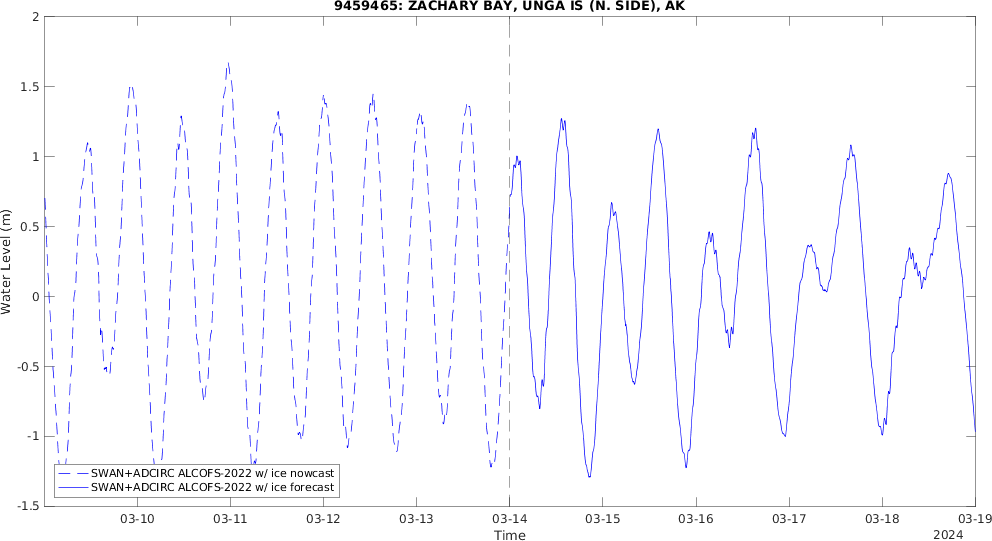 9459465: ZACHARY BAY, UNGA IS (N. SIDE), AK
2
1.5
1
0.5
0
-0.5
-1
-1.5
Water Level (m)
SWAN+ADCIRC ALCOFS-2022 w/ ice nowcast
SWAN+ADCIRC ALCOFS-2022 w/ ice forecast
03-10 03-11 03-12 03-13 03-14 03-15 03-16 03-17 03-18 03-19
Time
2024